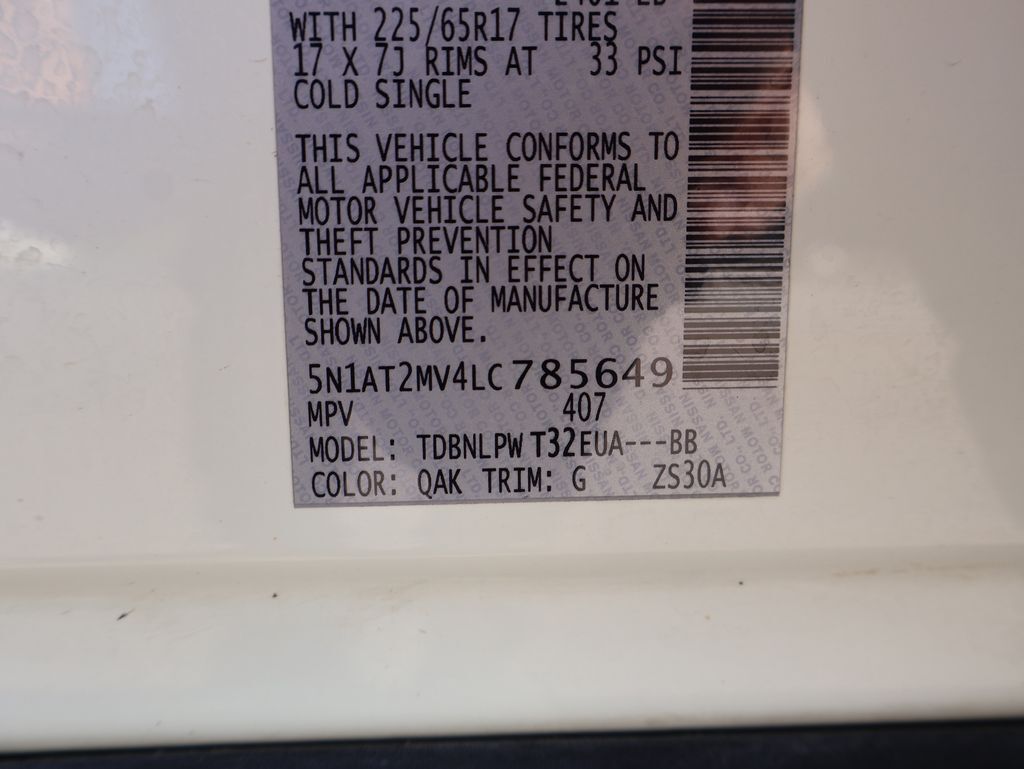 WITH 225/65R17 TIRES
17 X 7J RIMS AT 33 PSI
COLD SINGLE
THIS VEHICLE CONFORMS TO
ALL APPLICABLE FEDERAL
MOTOR VEHICLE SAFETY AND
THEFT PREVENTION
STANDARDS IN EFFECT ON
THE DATE OF MANUFACTURE
SHOWN ABOVE.
5N1AT2MV4LC785649
MPV 407
MODEL: TDBNLPW T32EUA---BB
COLOR: QAK TRIM: G ZS30A